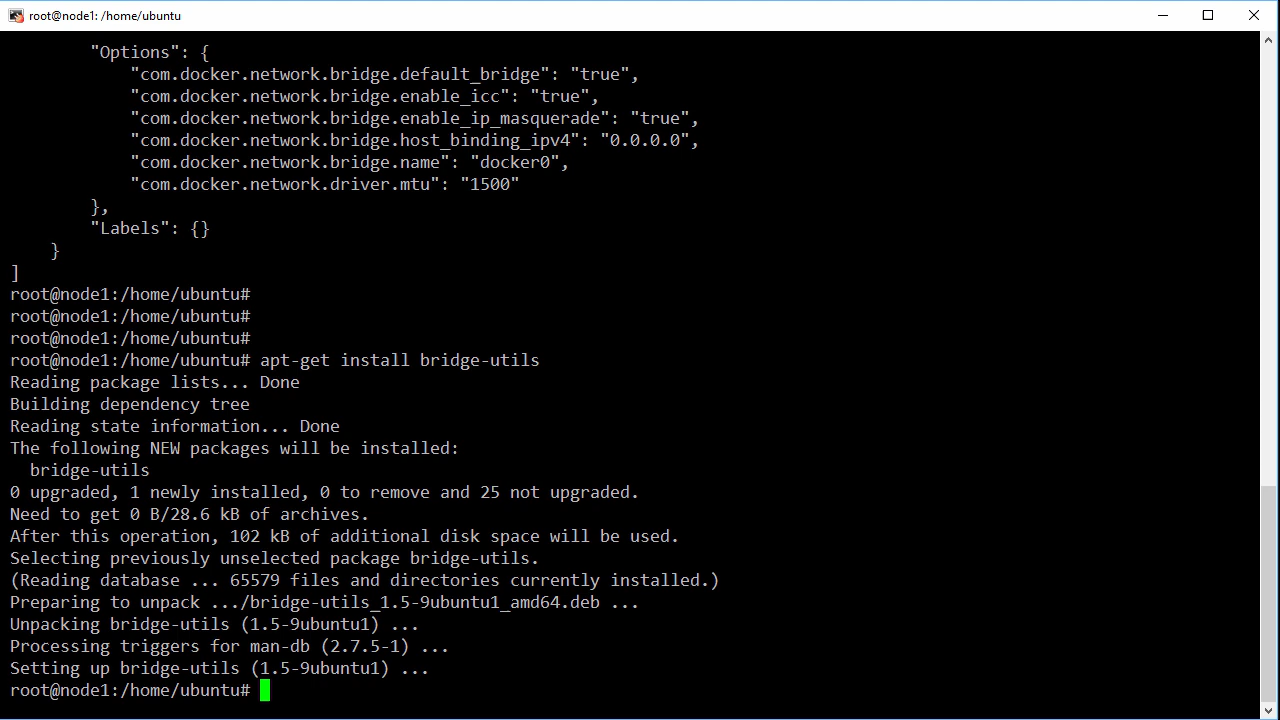 root@node1: /home/ubuntu
        "Options": {
            "com.docker.network.bridge.default_bridge": "true",
            "com.docker.network.bridge.enable_icc": "true",
            "com.docker.network.bridge.enable_ip_masquerade": "true",
            "com.docker.network.bridge.host_binding_ipv4": "0.0.0.0",
            "com.docker.network.bridge.name": "docker0",
            "com.docker.network.driver.mtu": "1500"
        },
        "Labels": {}
    }
]
root@node1:/home/ubuntu#
root@node1:/home/ubuntu#
root@node1:/home/ubuntu#
root@node1:/home/ubuntu# apt-get install bridge-utils
Reading package lists... Done
Building dependency tree
Reading state information... Done
The following NEW packages will be installed:
  bridge-utils
0 upgraded, 1 newly installed, 0 to remove and 25 not upgraded.
Need to get 0 B/28.6 kB of archives.
After this operation, 102 kB of additional disk space will be used.
Selecting previously unselected package bridge-utils.
(Reading database ... 65579 files and directories currently installed.)
Preparing to unpack .../bridge-utils_1.5-9ubuntu1_amd64.deb ...
Unpacking bridge-utils (1.5-9ubuntu1) ...
Processing triggers for man-db (2.7.5-1) ...
Setting up bridge-utils (1.5-9ubuntu1) ...
root@node1:/home/ubuntu#